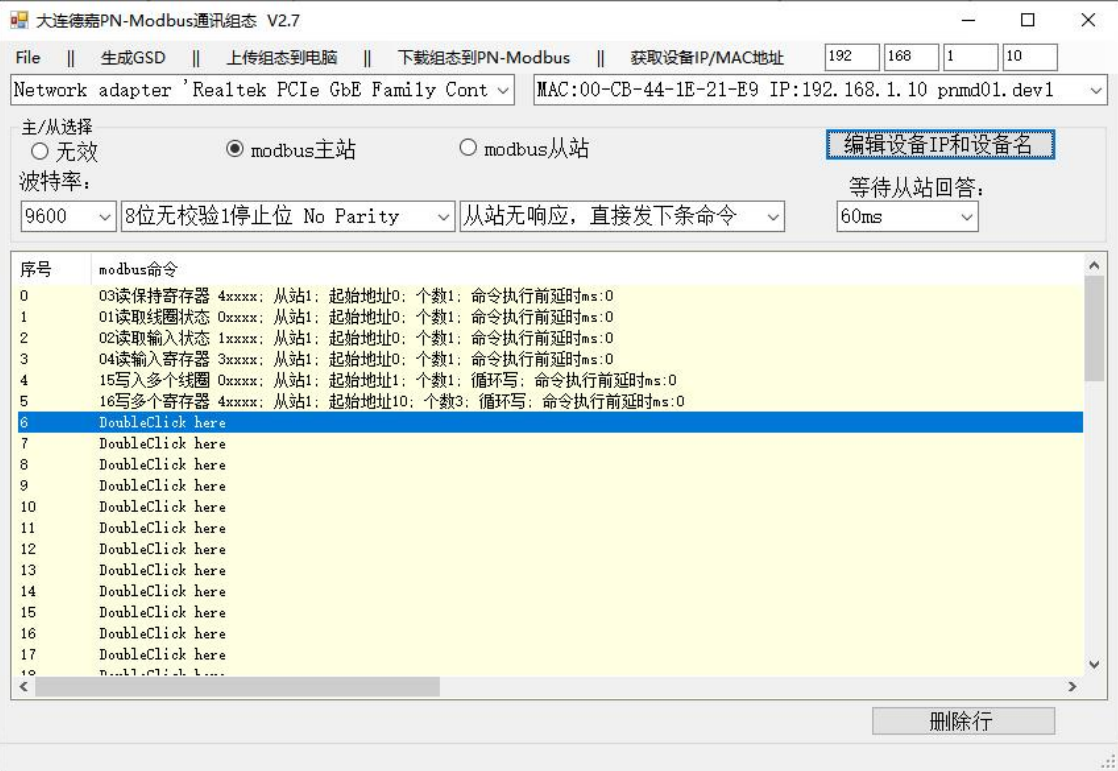 大连德嘉PN-Modbus通讯组态 V2.7
File || 生成GSD || 上传组态到电脑 || 下载组态到PN-Modbus || 获取设备IP/MAC地址 192 168 1 10
Network adapter 'Realtek PCIe GbE Family Cont MAC:00-CB-44-1E-21-E9 IP:192.168.1.10 pnmd01.dev1
主/从选择
无效 modbus主站 modbus从站 编辑设备IP和设备名
波特率: 等待从站回答:
9600 8位无校验1停止位 No Parity 从站无响应，直接发下条命令 60ms
序号 modbus命令
0 03读保持寄存器 4xxxx; 从站1; 起始地址0; 个数1; 命令执行前延时ms:0
1 01读取线圈状态 0xxxx; 从站1; 起始地址0; 个数1; 命令执行前延时ms:0
2 02读取输入状态 1xxxx; 从站1; 起始地址0; 个数1; 命令执行前延时ms:0
3 04读输入寄存器 3xxxx; 从站1; 起始地址0; 个数1; 命令执行前延时ms:0
4 15写入多个线圈 0xxxx; 从站1; 起始地址1; 个数1; 循环写; 命令执行前延时ms:0
5 16写多个寄存器 4xxxx; 从站1; 起始地址10; 个数3; 循环写; 命令执行前延时ms:0
6 DoubleClick here
7 DoubleClick here
8 DoubleClick here
9 DoubleClick here
10 DoubleClick here
11 DoubleClick here
12 DoubleClick here
13 DoubleClick here
14 DoubleClick here
15 DoubleClick here
16 DoubleClick here
17 DoubleClick here
删除行